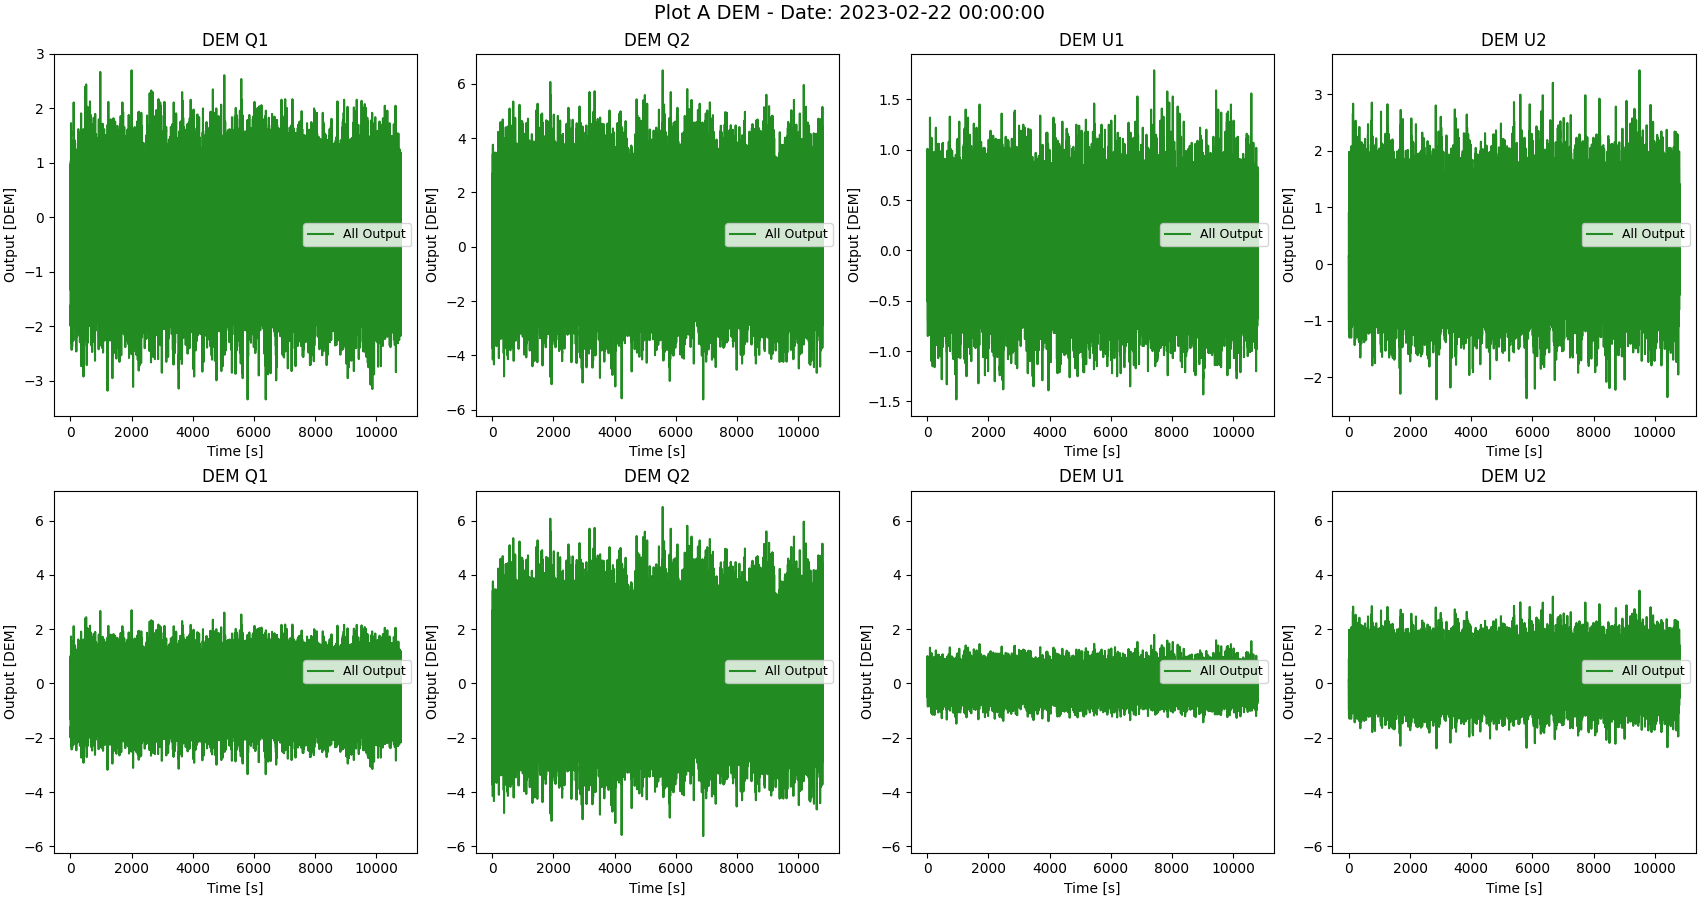 Plot A DEM - Date: 2023-02-22 00:00:00
DEM Q1
DEM Q2
DEM U1
DEM U2
3
2
1
0
−1
−2
−3
Output [DEM]
All Output
0 2000 4000 6000 8000 10000
Time [s]
6
4
2
0
−2
−4
−6
Output [DEM]
All Output
0 2000 4000 6000 8000 10000
Time [s]
1.5
1.0
0.5
0.0
−0.5
−1.0
−1.5
Output [DEM]
All Output
0 2000 4000 6000 8000 10000
Time [s]
3
2
1
0
−1
−2
Output [DEM]
All Output
0 2000 4000 6000 8000 10000
Time [s]
DEM Q1
DEM Q2
DEM U1
DEM U2
6
4
2
0
−2
−4
−6
Output [DEM]
All Output
0 2000 4000 6000 8000 10000
Time [s]
6
4
2
0
−2
−4
−6
Output [DEM]
All Output
0 2000 4000 6000 8000 10000
Time [s]
6
4
2
0
−2
−4
−6
Output [DEM]
All Output
0 2000 4000 6000 8000 10000
Time [s]
6
4
2
0
−2
−4
−6
Output [DEM]
All Output
0 2000 4000 6000 8000 10000
Time [s]